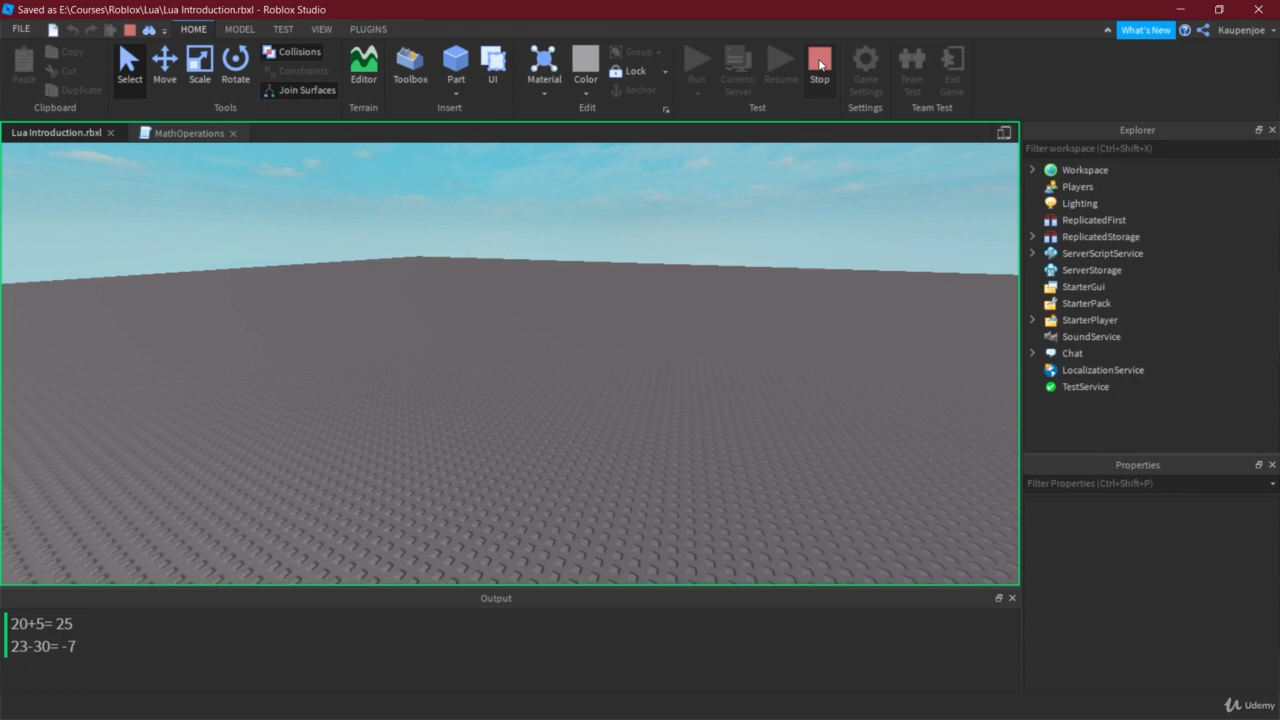 Saved as E:\Courses\Roblox\Lua\Lua Introduction.rbxl - Roblox Studio
FILE HOME MODEL TEST VIEW PLUGINS What's New Kaupenjoe
Paste Copy Cut Duplicate
Clipboard
Select Move Scale Rotate Collisions Constraints Join Surfaces
Tools
Editor
Terrain
Toolbox Part UI
Insert
Material Color Group Lock Anchor
Edit
Run Current: Server Resume Stop
Test
Game Settings
Settings
Team Test Exit Game
Team Test
Lua Introduction.rbxl MathOperations
Explorer
Filter workspace (Ctrl+Shift+X)
Workspace
Players
Lighting
ReplicatedFirst
ReplicatedStorage
ServerScriptService
ServerStorage
StarterGui
StarterPack
StarterPlayer
SoundService
Chat
LocalizationService
TestService
Properties
Filter Properties (Ctrl+Shift+P)
Output
20+5= 25
23-30= -7
Udemy